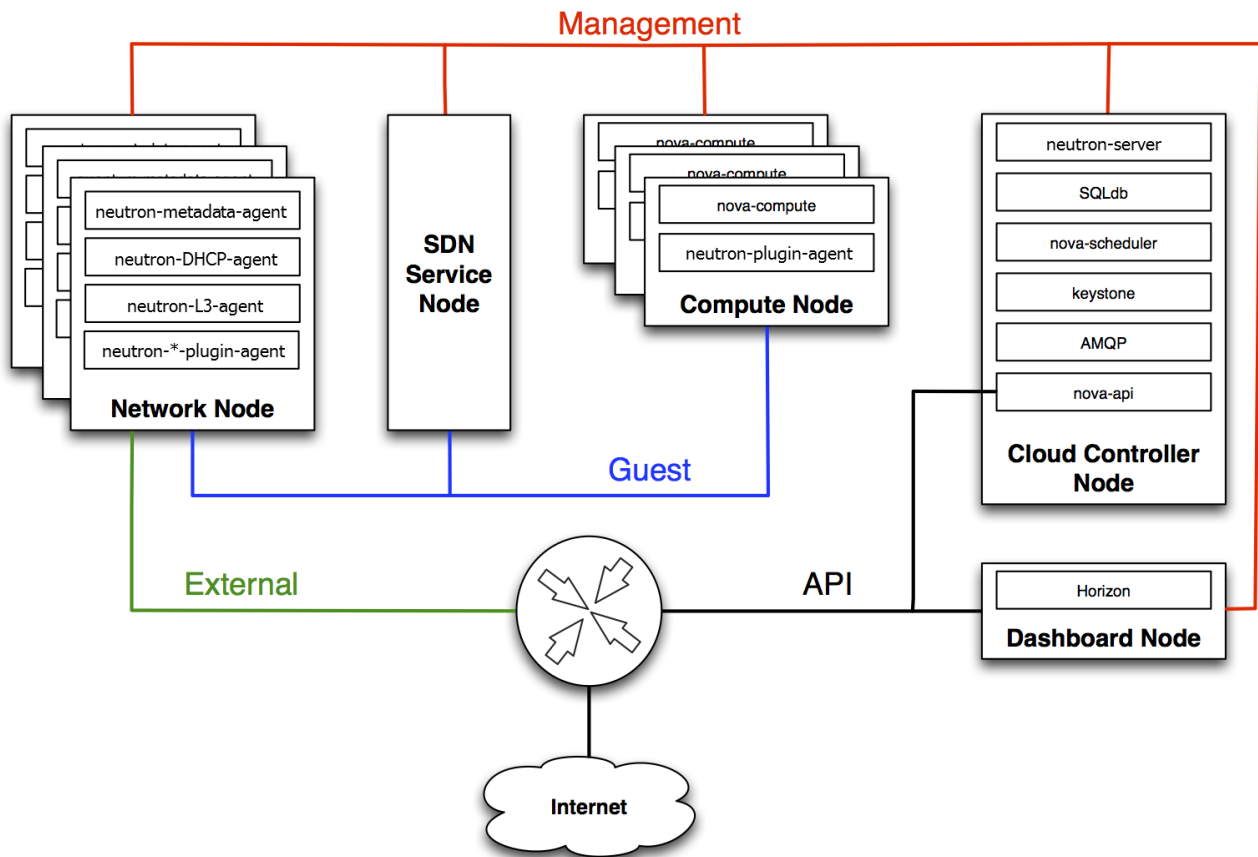 Management
neutron-metadata-agent
neutron-DHCP-agent
neutron-L3-agent
neutron-*-plugin-agent
Network Node
SDN
Service
Node
nova-compute
nova-compute
nova-compute
neutron-plugin-agent
Compute Node
neutron-server
SQLdb
nova-scheduler
keystone
AMQP
nova-api
Cloud Controller
Node
Guest
External
API
Horizon
Dashboard Node
Internet